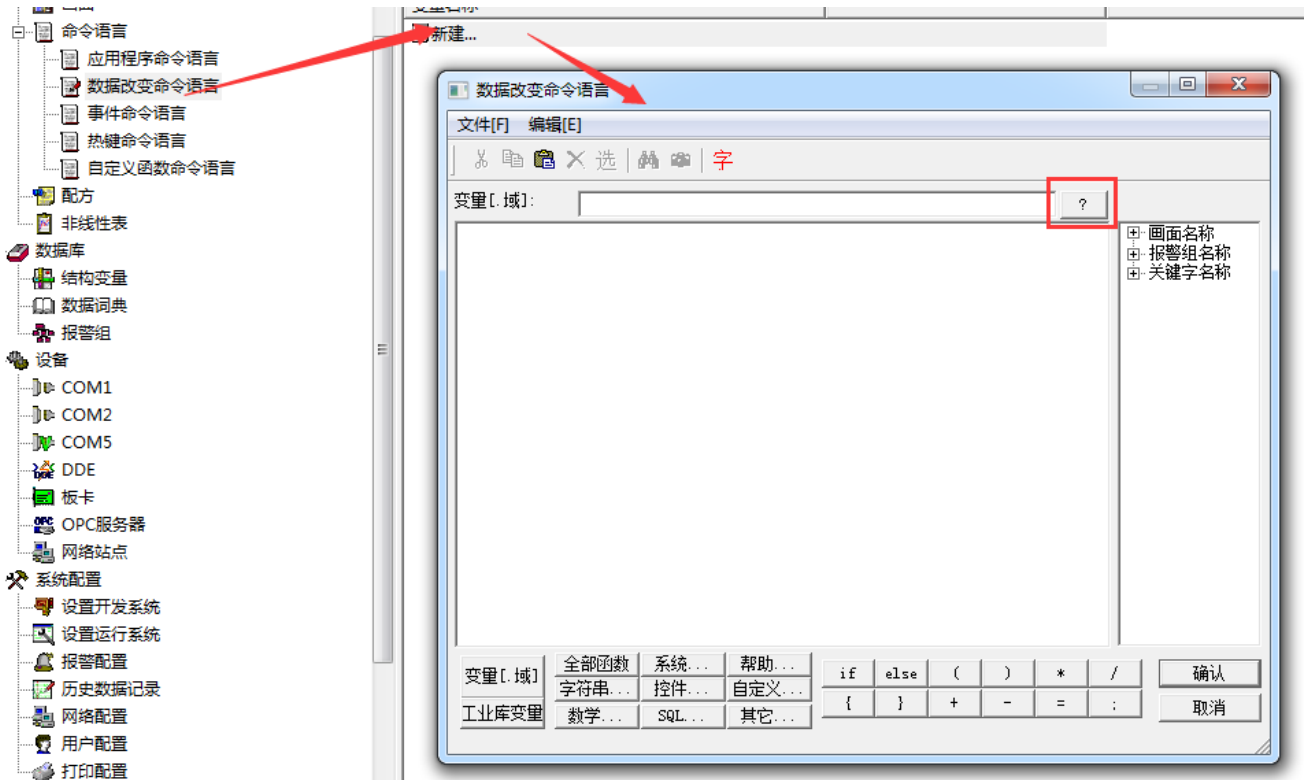 画面
命令语言
应用程序命令语言
数据改变命令语言
事件命令语言
热键命令语言
自定义函数命令语言
配方
非线性表
数据库
结构变量
数据词典
报警组
设备
COM1
COM2
COM5
DDE
板卡
OPC服务器
网络站点
系统配置
设置开发系统
设置运行系统
报警配置
历史数据记录
网络配置
用户配置
打印配置
变量名称
新建...
数据改变命令语言
文件[F] 编辑[E]
选 字
变量[.域]: ?
画面名称
报警组名称
关键字名称
变量[.域] 全部函数 系统... 帮助... if else ( ) * / 确认
字符串... 控件... 自定义...
工业库变量 数学... SQL... 其它... { } + - = ; 取消